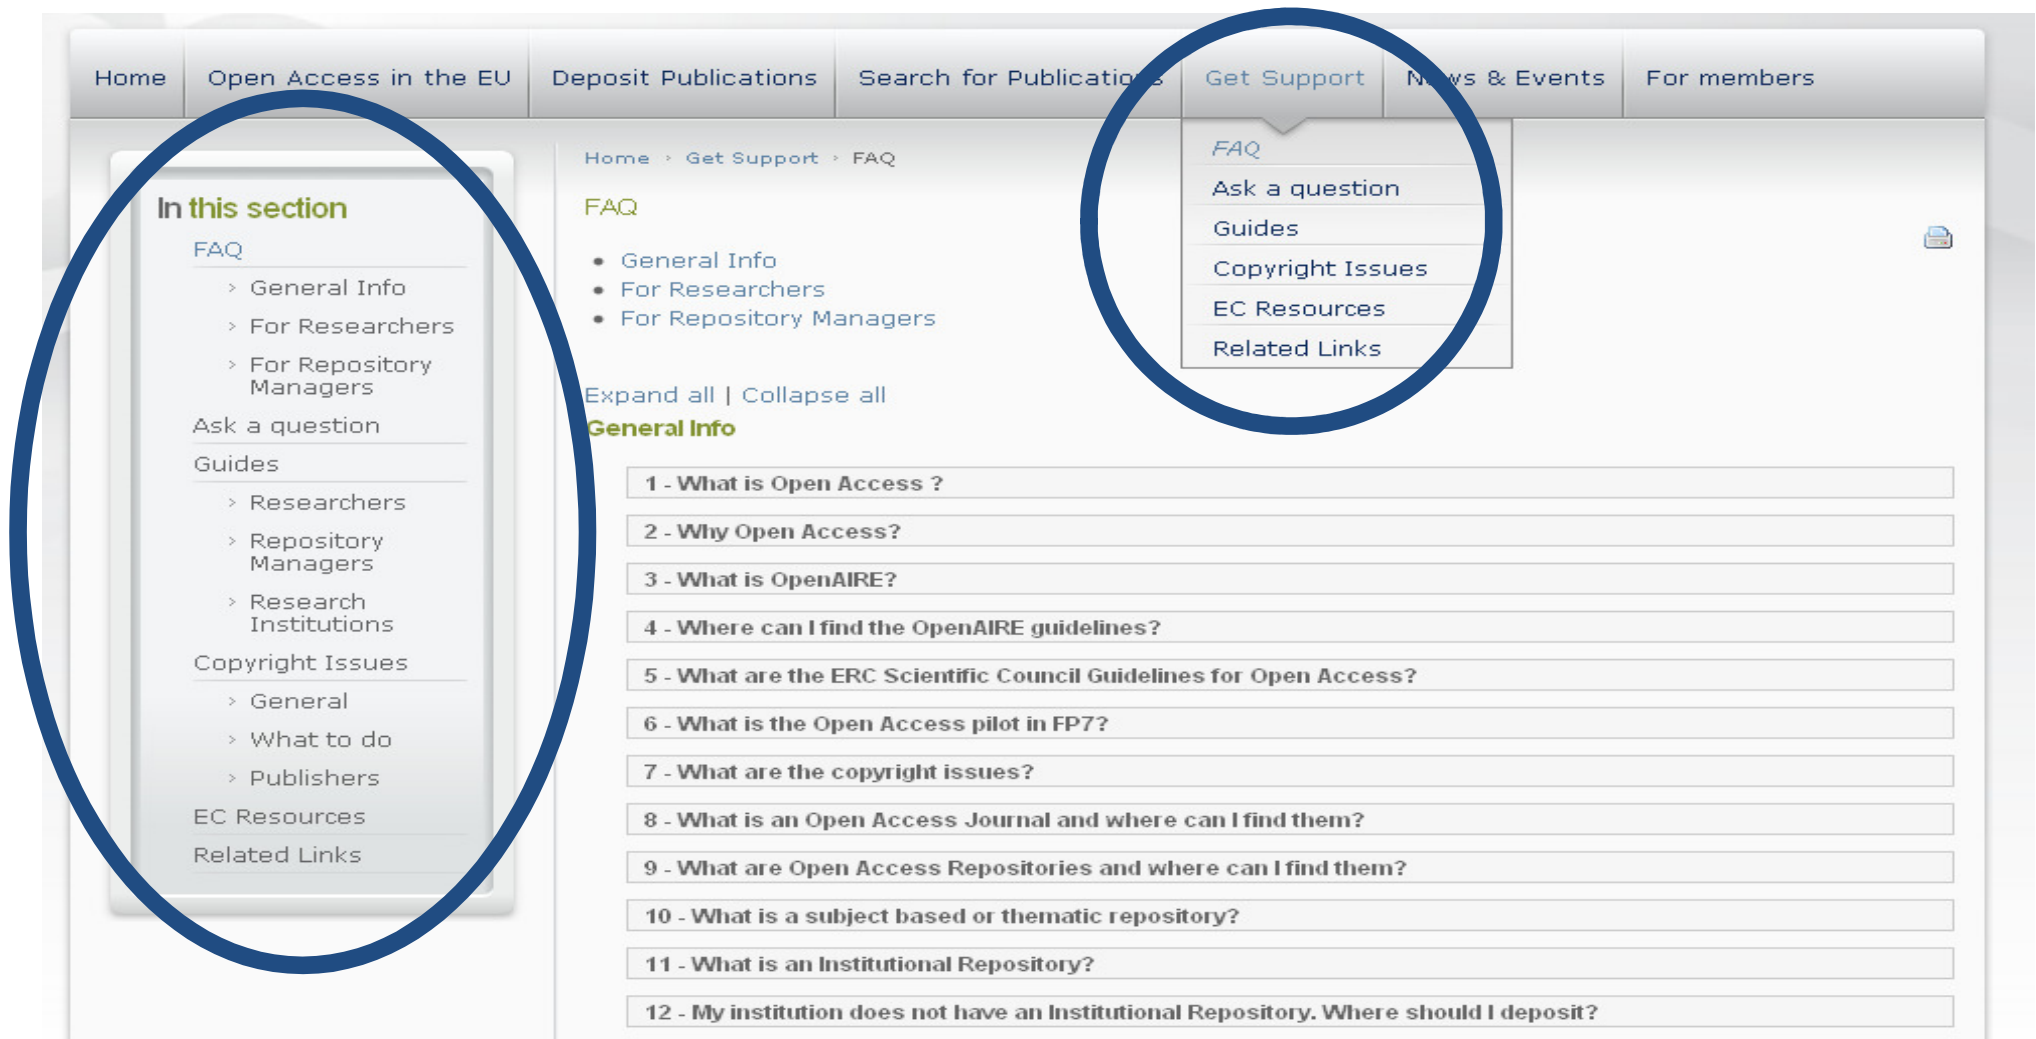 Home
Open Access in the EU
Deposit Publications
Search for Publications
Get Support
News & Events
For members
FAQ
Ask a question
Guides
Copyright Issues
EC Resources
Related Links
In this section
FAQ
> General Info
> For Researchers
> For Repository
Managers
Ask a question
Guides
> Researchers
> Repository
Managers
> Research
Institutions
Copyright Issues
> General
> What to do
> Publishers
EC Resources
Related Links
Home > Get Support > FAQ
FAQ
• General Info
• For Researchers
• For Repository Managers
Expand all | Collapse all
General Info
1 - What is Open Access ?
2 - Why Open Access?
3 - What is OpenAIRE?
4 - Where can I find the OpenAIRE guidelines?
5 - What are the ERC Scientific Council Guidelines for Open Access?
6 - What is the Open Access pilot in FP7?
7 - What are the copyright issues?
8 - What is an Open Access Journal and where can I find them?
9 - What are Open Access Repositories and where can I find them?
10 - What is a subject based or thematic repository?
11 - What is an Institutional Repository?
12 - My institution does not have an Institutional Repository. Where should I deposit?